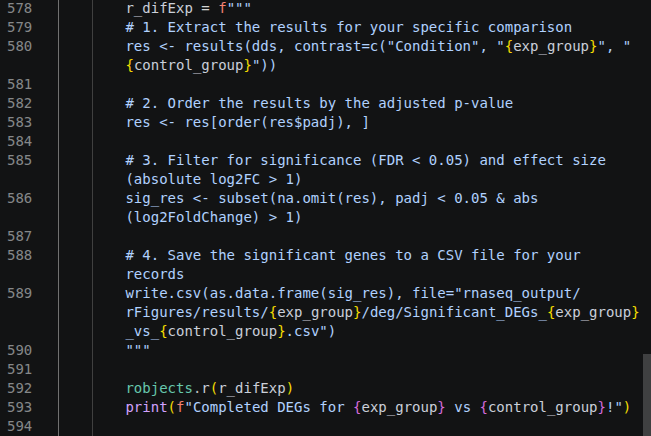 578 r_difExp = f"""
579 # 1. Extract the results for your specific comparison
580 res <- results(dds, contrast=c("Condition", "{exp_group}", "
{control_group}"))
581
582 # 2. Order the results by the adjusted p-value
583 res <- res[order(res$padj), ]
584
585 # 3. Filter for significance (FDR < 0.05) and effect size
(absolute log2FC > 1)
586 sig_res <- subset(na.omit(res), padj < 0.05 & abs
(log2FoldChange) > 1)
587
588 # 4. Save the significant genes to a CSV file for your
records
589 write.csv(as.data.frame(sig_res), file="rnaseq_output/
rFigures/results/{exp_group}/deg/Significant_DEGs_{exp_group}
_vs_{control_group}.csv")
590 """
591
592 robjects.r(r_difExp)
593 print(f"Completed DEGs for {exp_group} vs {control_group}!")
594